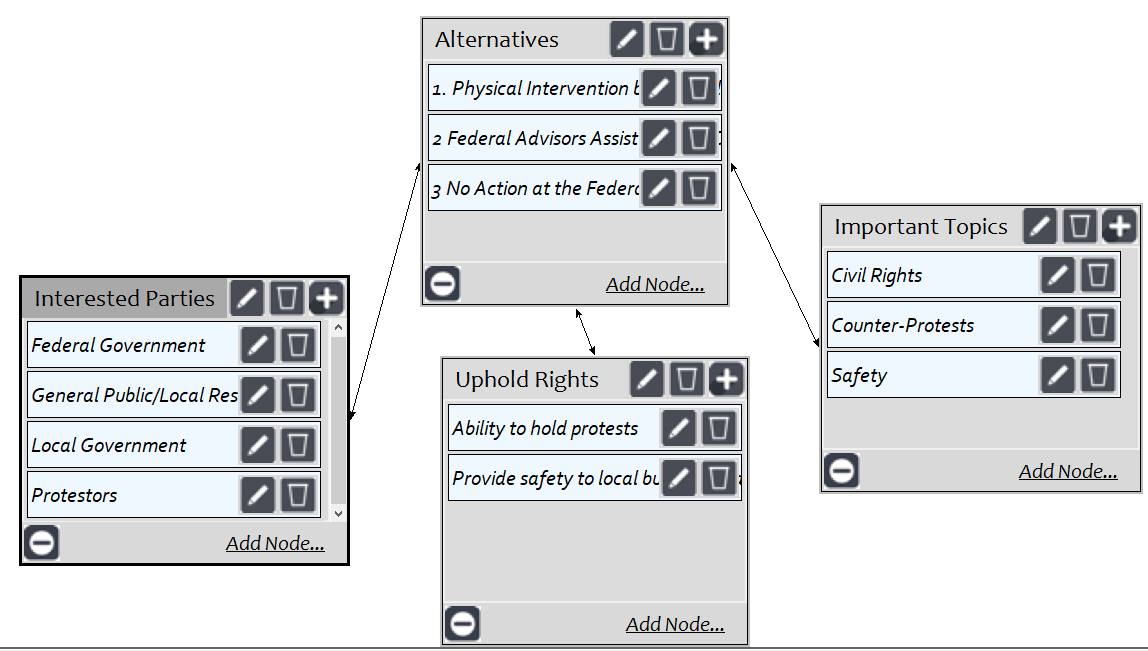 Alternatives
1. Physical Intervention
2 Federal Advisors Assist
3 No Action at the
Add Node...
Important Topics
Civil Rights
Counter-Protests
Safety
Add Node...
Interested Parties
Federal Government
General Public/Local Res
Local Government
Protestors
Add Node...
Uphold Rights
Ability to hold protests
Provide safety to local
Add Node...